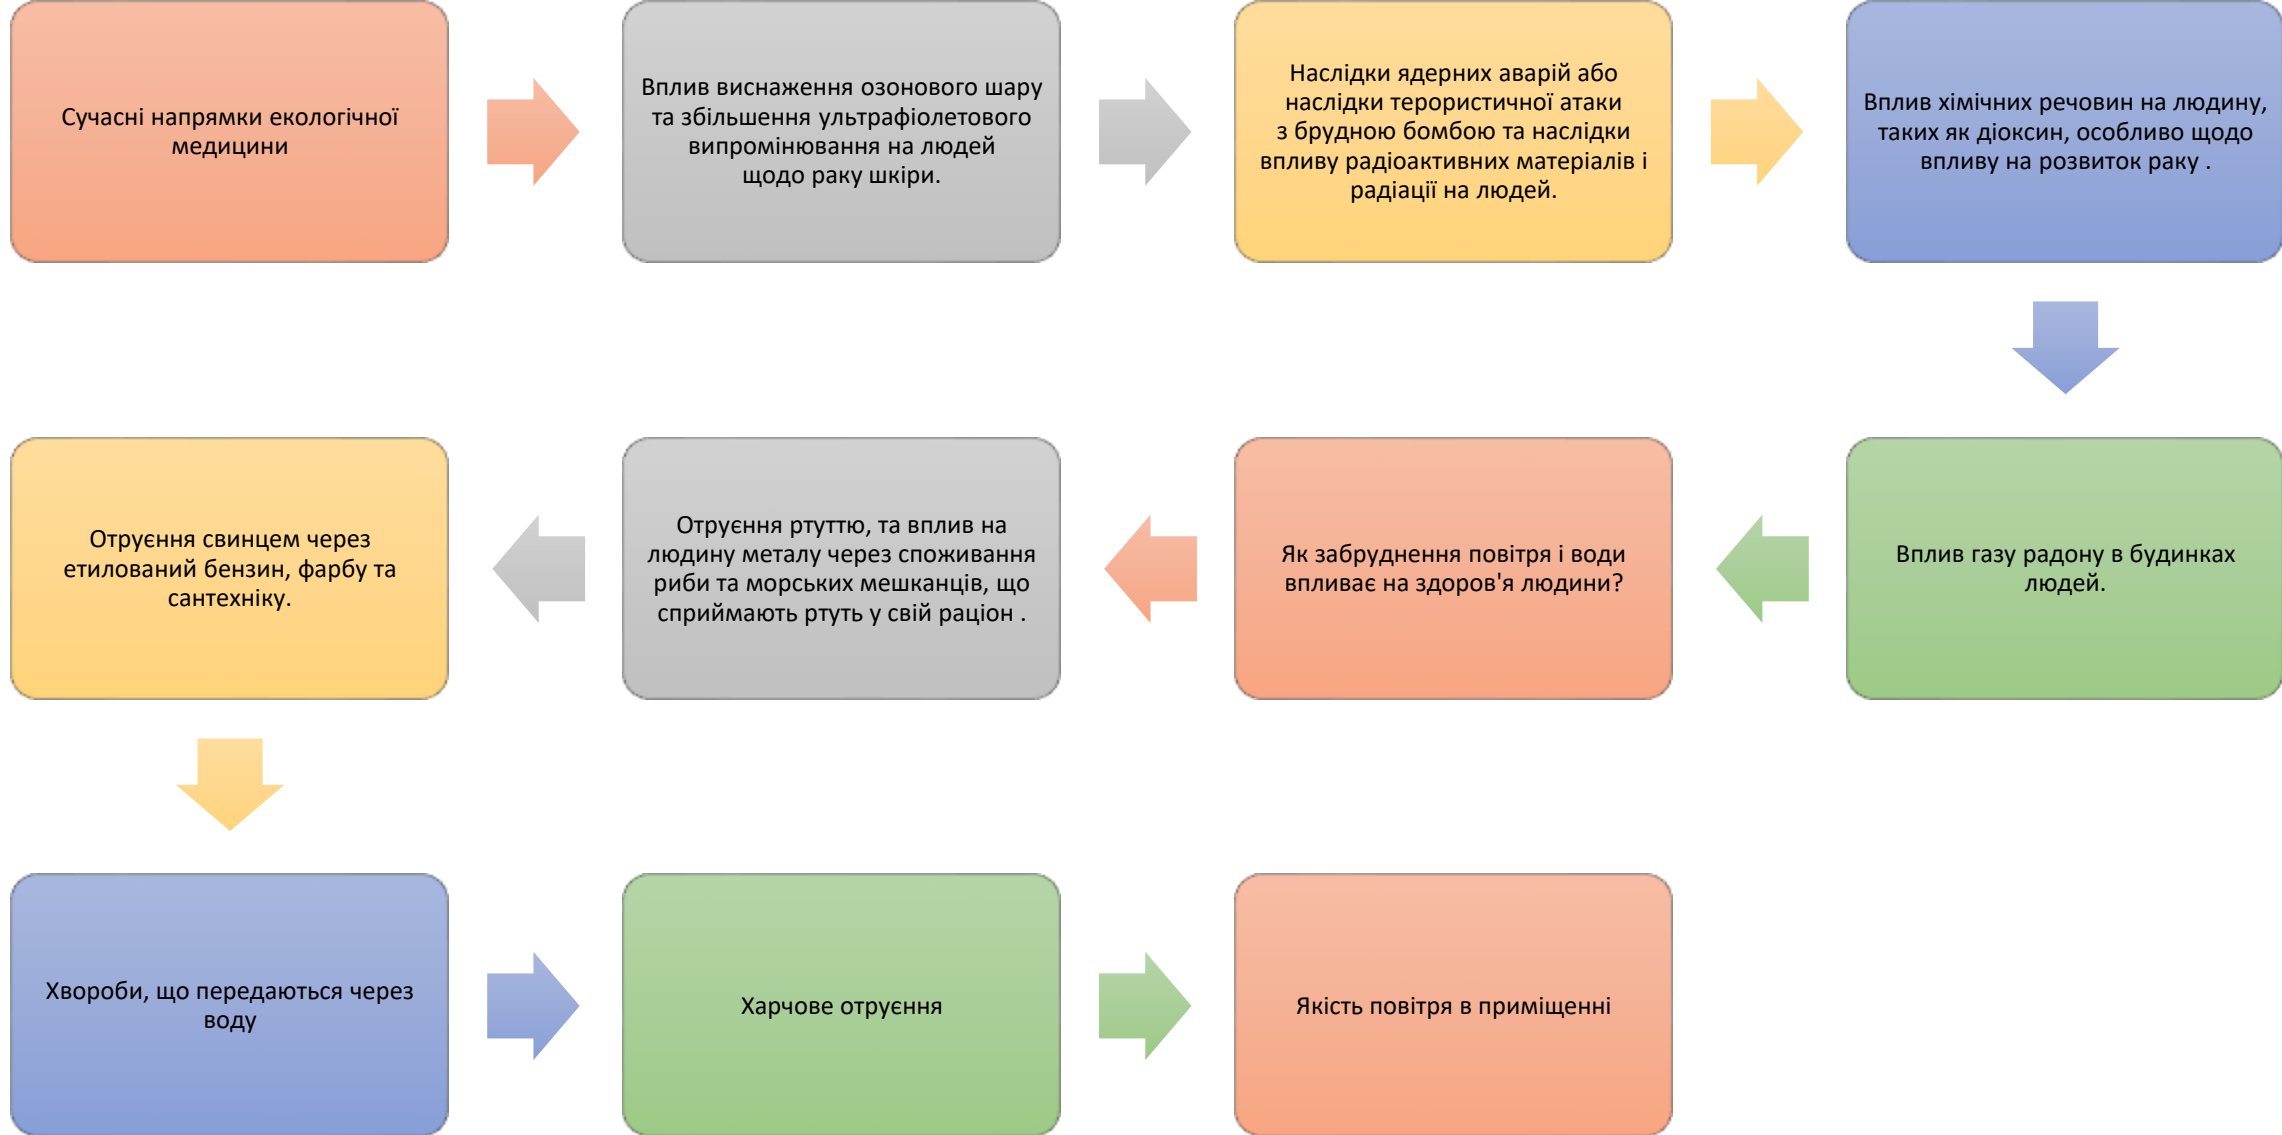 Сучасні напрямки екологічної
медицини
Вплив виснаження озонового шару
та збільшення ультрафіолетового
випромінювання на людей
щодо раку шкіри.
Наслідки ядерних аварій або
наслідки терористичної атаки
з брудною бомбою та наслідки
впливу радіоактивних матеріалів і
радіації на людей.
Вплив хімічних речовин на людину,
таких як діоксин, особливо щодо
впливу на розвиток раку .
Вплив газу радону в будинках
людей.
Як забруднення повітря і води
впливає на здоров'я людини?
Отруєння ртуттю, та вплив на
людину металу через споживання
риби та морських мешканців, що
сприймають ртуть у свій раціон .
Отруєння свинцем через
етилований бензин, фарбу та
сантехніку.
Хвороби, що передаються через
воду
Харчове отруєння
Якість повітря в приміщенні